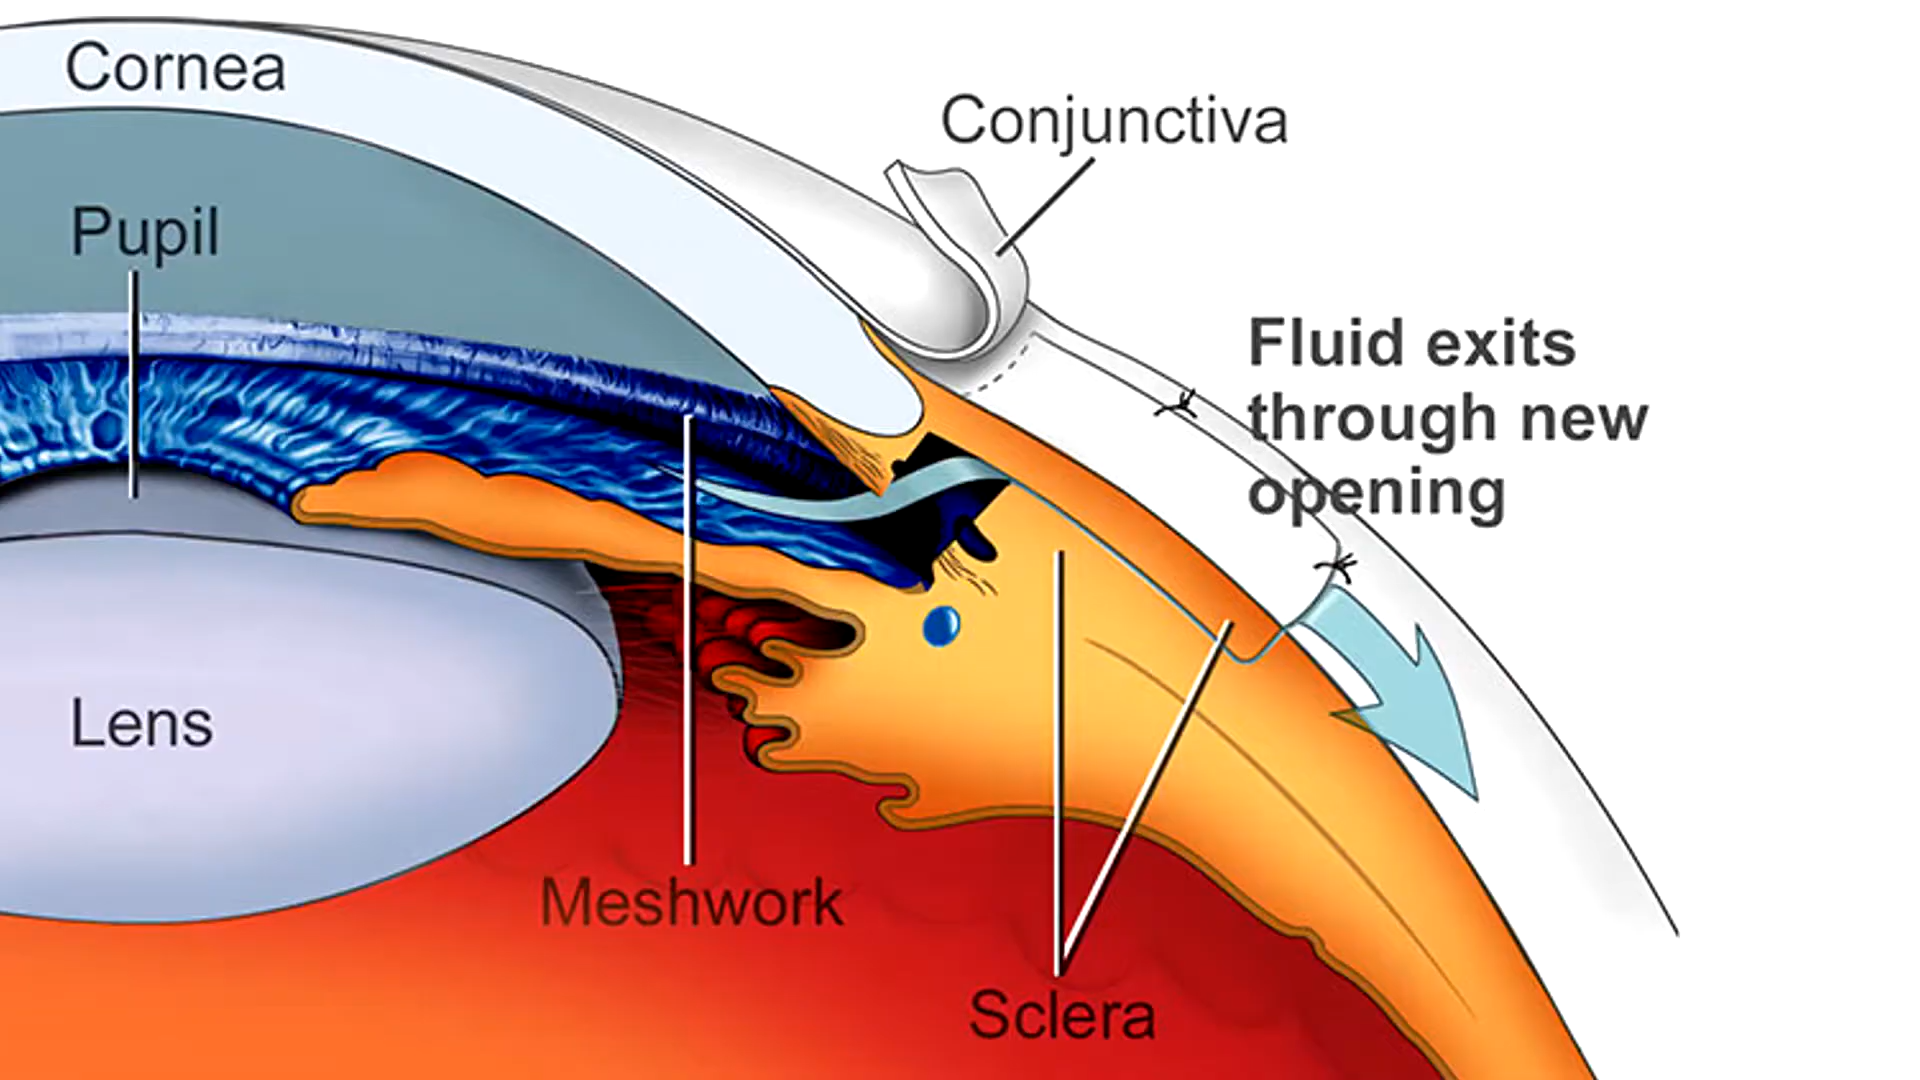 Cornea
Conjunctiva
Pupil
Fluid exits
through new
opening
Lens
Meshwork
Sclera